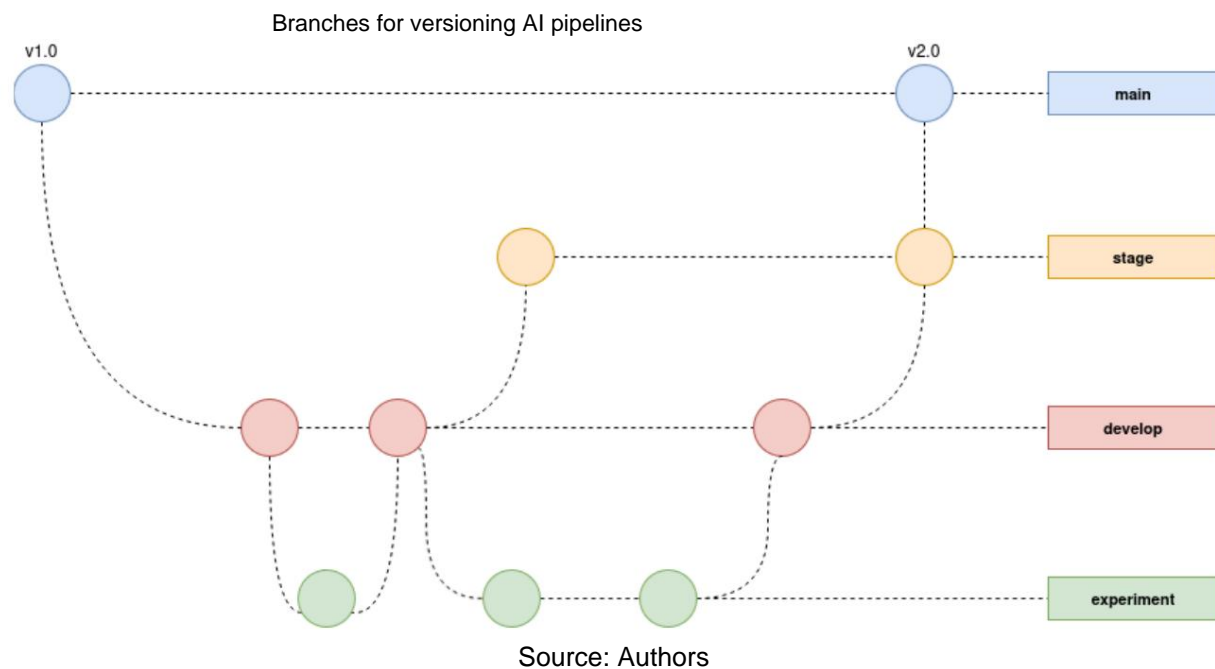 Branches for versioning AI pipelines
v1.0
v2.0
main
stage
develop
experiment
Source: Authors